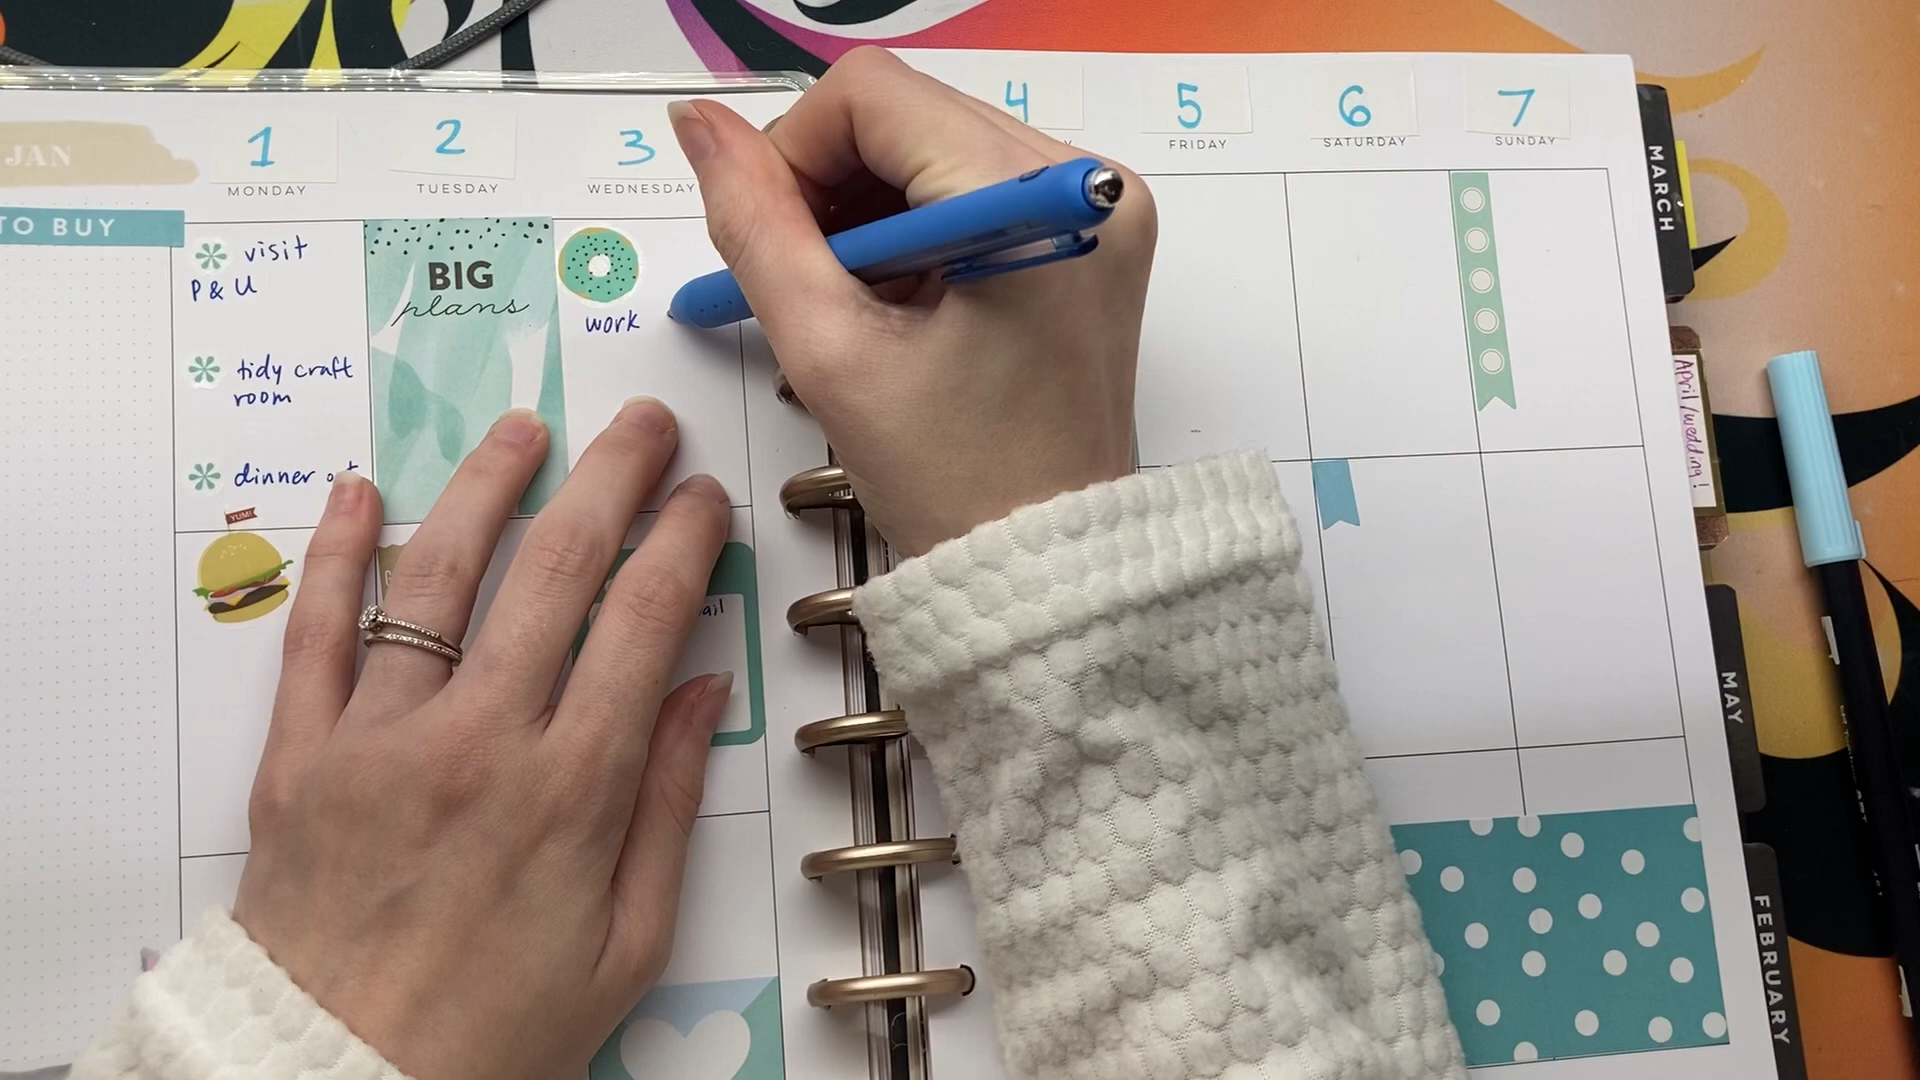 JAN
1
2
3
4
5
6
7
MONDAY
TUESDAY
WEDNESDAY
FRIDAY
SATURDAY
SUNDAY
TO BUY
visit
P & U
tidy craft
room
dinner
YUM!
BIG
plans
work
MARCH
April/wedding!
MAY
FEBRUARY